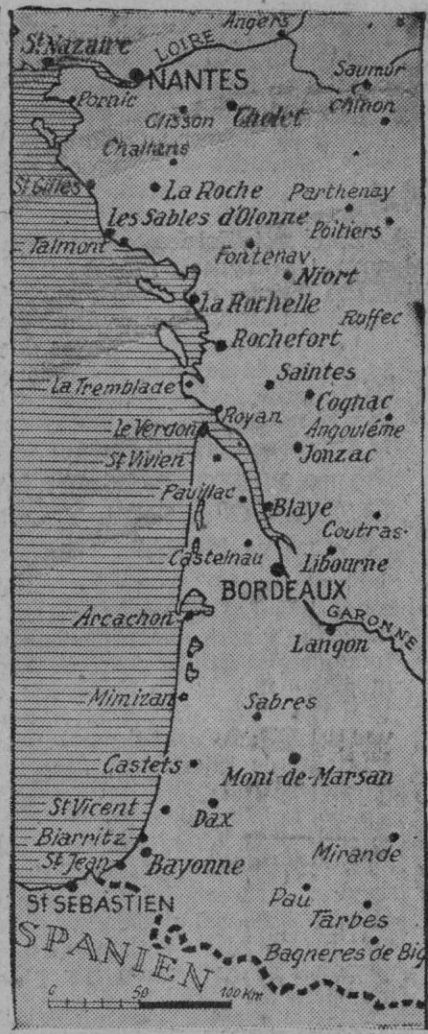 Angers
St Nazaire
LOIRE
NANTES
Saumur
Pornic
Clisson
Cholet
Chinon
Challans
St Gilles
La Roche
Parthenay
les Sables d'Olonne
Poitiers
Talmont
Fontenay
Niort
La Rochelle
Ruffec
Rochefort
La Tremblade
Saintes
Cognac
Royan
Angouléme
le Verdon
Jonzac
St Vivien
Pauillac
Blaye
Coutras
Castelnau
Libourne
BORDEAUX
GARONNE
Arcachon
Langon
Mimizan
Sabres
Castets
Mont-de-Marsan
St Vicent
Dax
Biarritz
Mirande
St Jean
Bayonne
St SEBASTIEN
Pau
Tarbes
SPANIEN
Bagneres de Big
0 50 100 Km